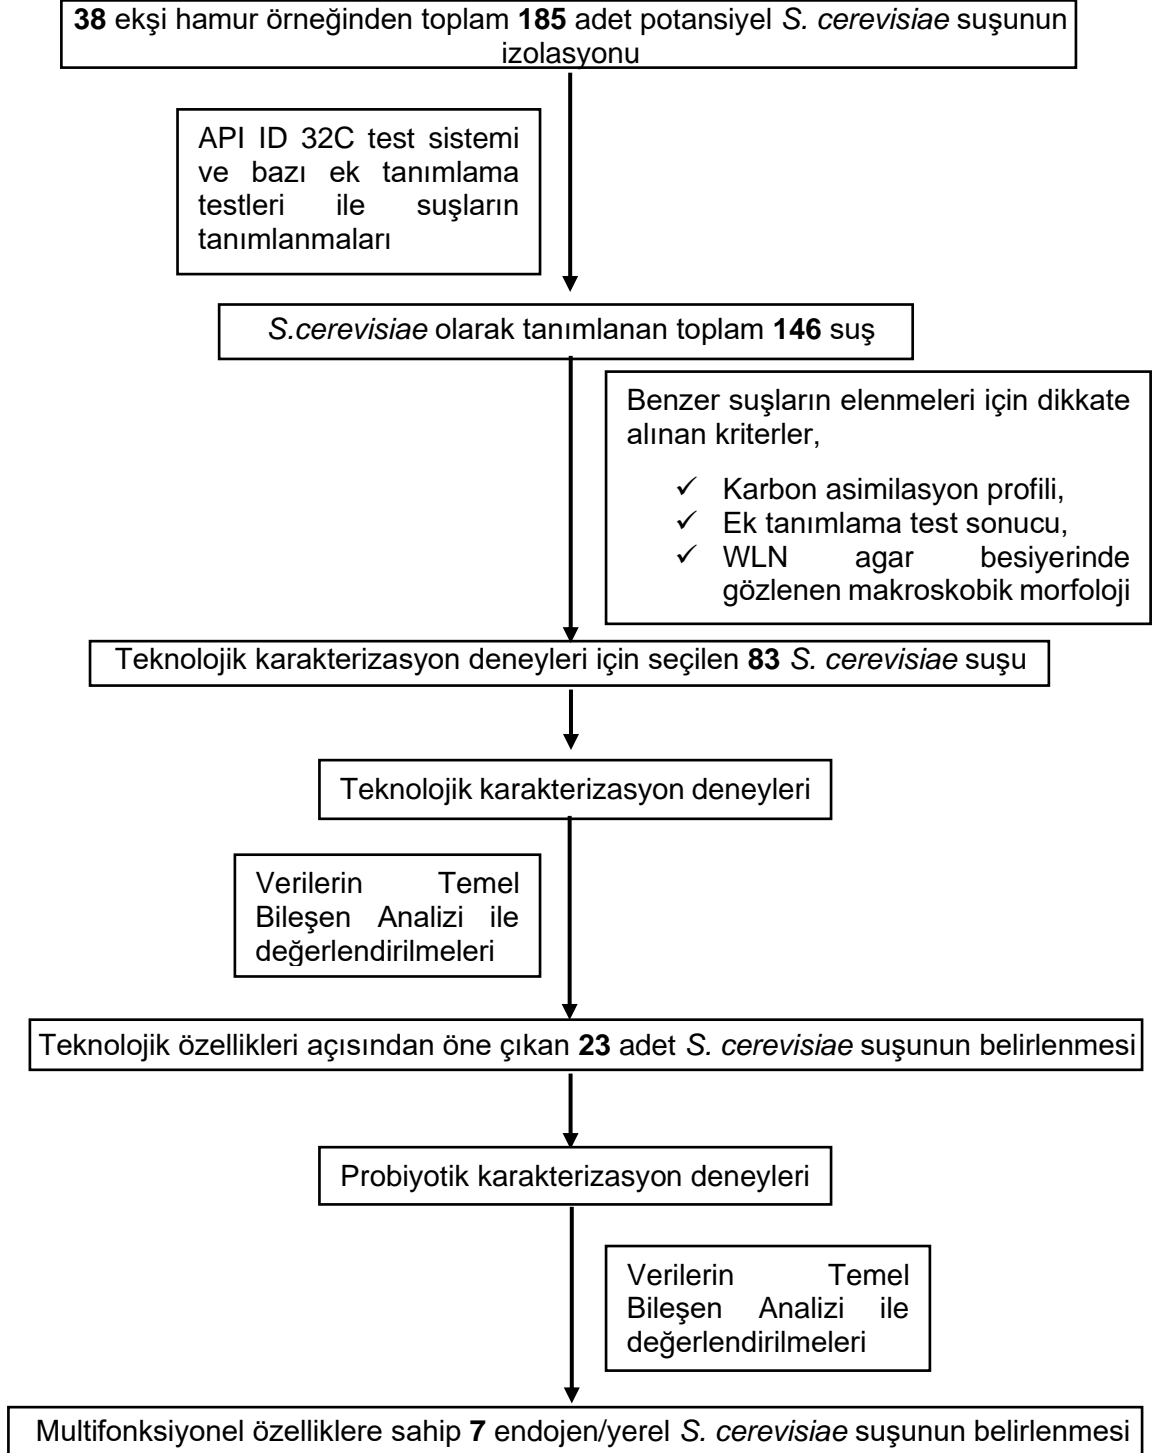 38 ekşi hamur örneğinden toplam 185 adet potansiyel S. cerevisiae suşunun
izolasyonu
API ID 32C test sistemi
ve bazı ek tanımlama
testleri ile suşların
tanımlanmaları
S.cerevisiae olarak tanımlanan toplam 146 suş
Benzer suşların elenmeleri için dikkate
alınan kriterler,
✓ Karbon asimilasyon profili,
✓ Ek tanımlama test sonucu,
✓ WLN agar besiyerinde
gözlenen makroskobik morfoloji
Teknolojik karakterizasyon deneyleri için seçilen 83 S. cerevisiae suşu
Teknolojik karakterizasyon deneyleri
Verilerin Temel
Bileşen Analizi ile
değerlendirilmeleri
Teknolojik özellikleri açısından öne çıkan 23 adet S. cerevisiae suşunun belirlenmesi
Probiyotik karakterizasyon deneyleri
Verilerin Temel
Bileşen Analizi ile
değerlendirilmeleri
Multifonksiyonel özelliklere sahip 7 endojen/yerel S. cerevisiae suşunun belirlenmesi